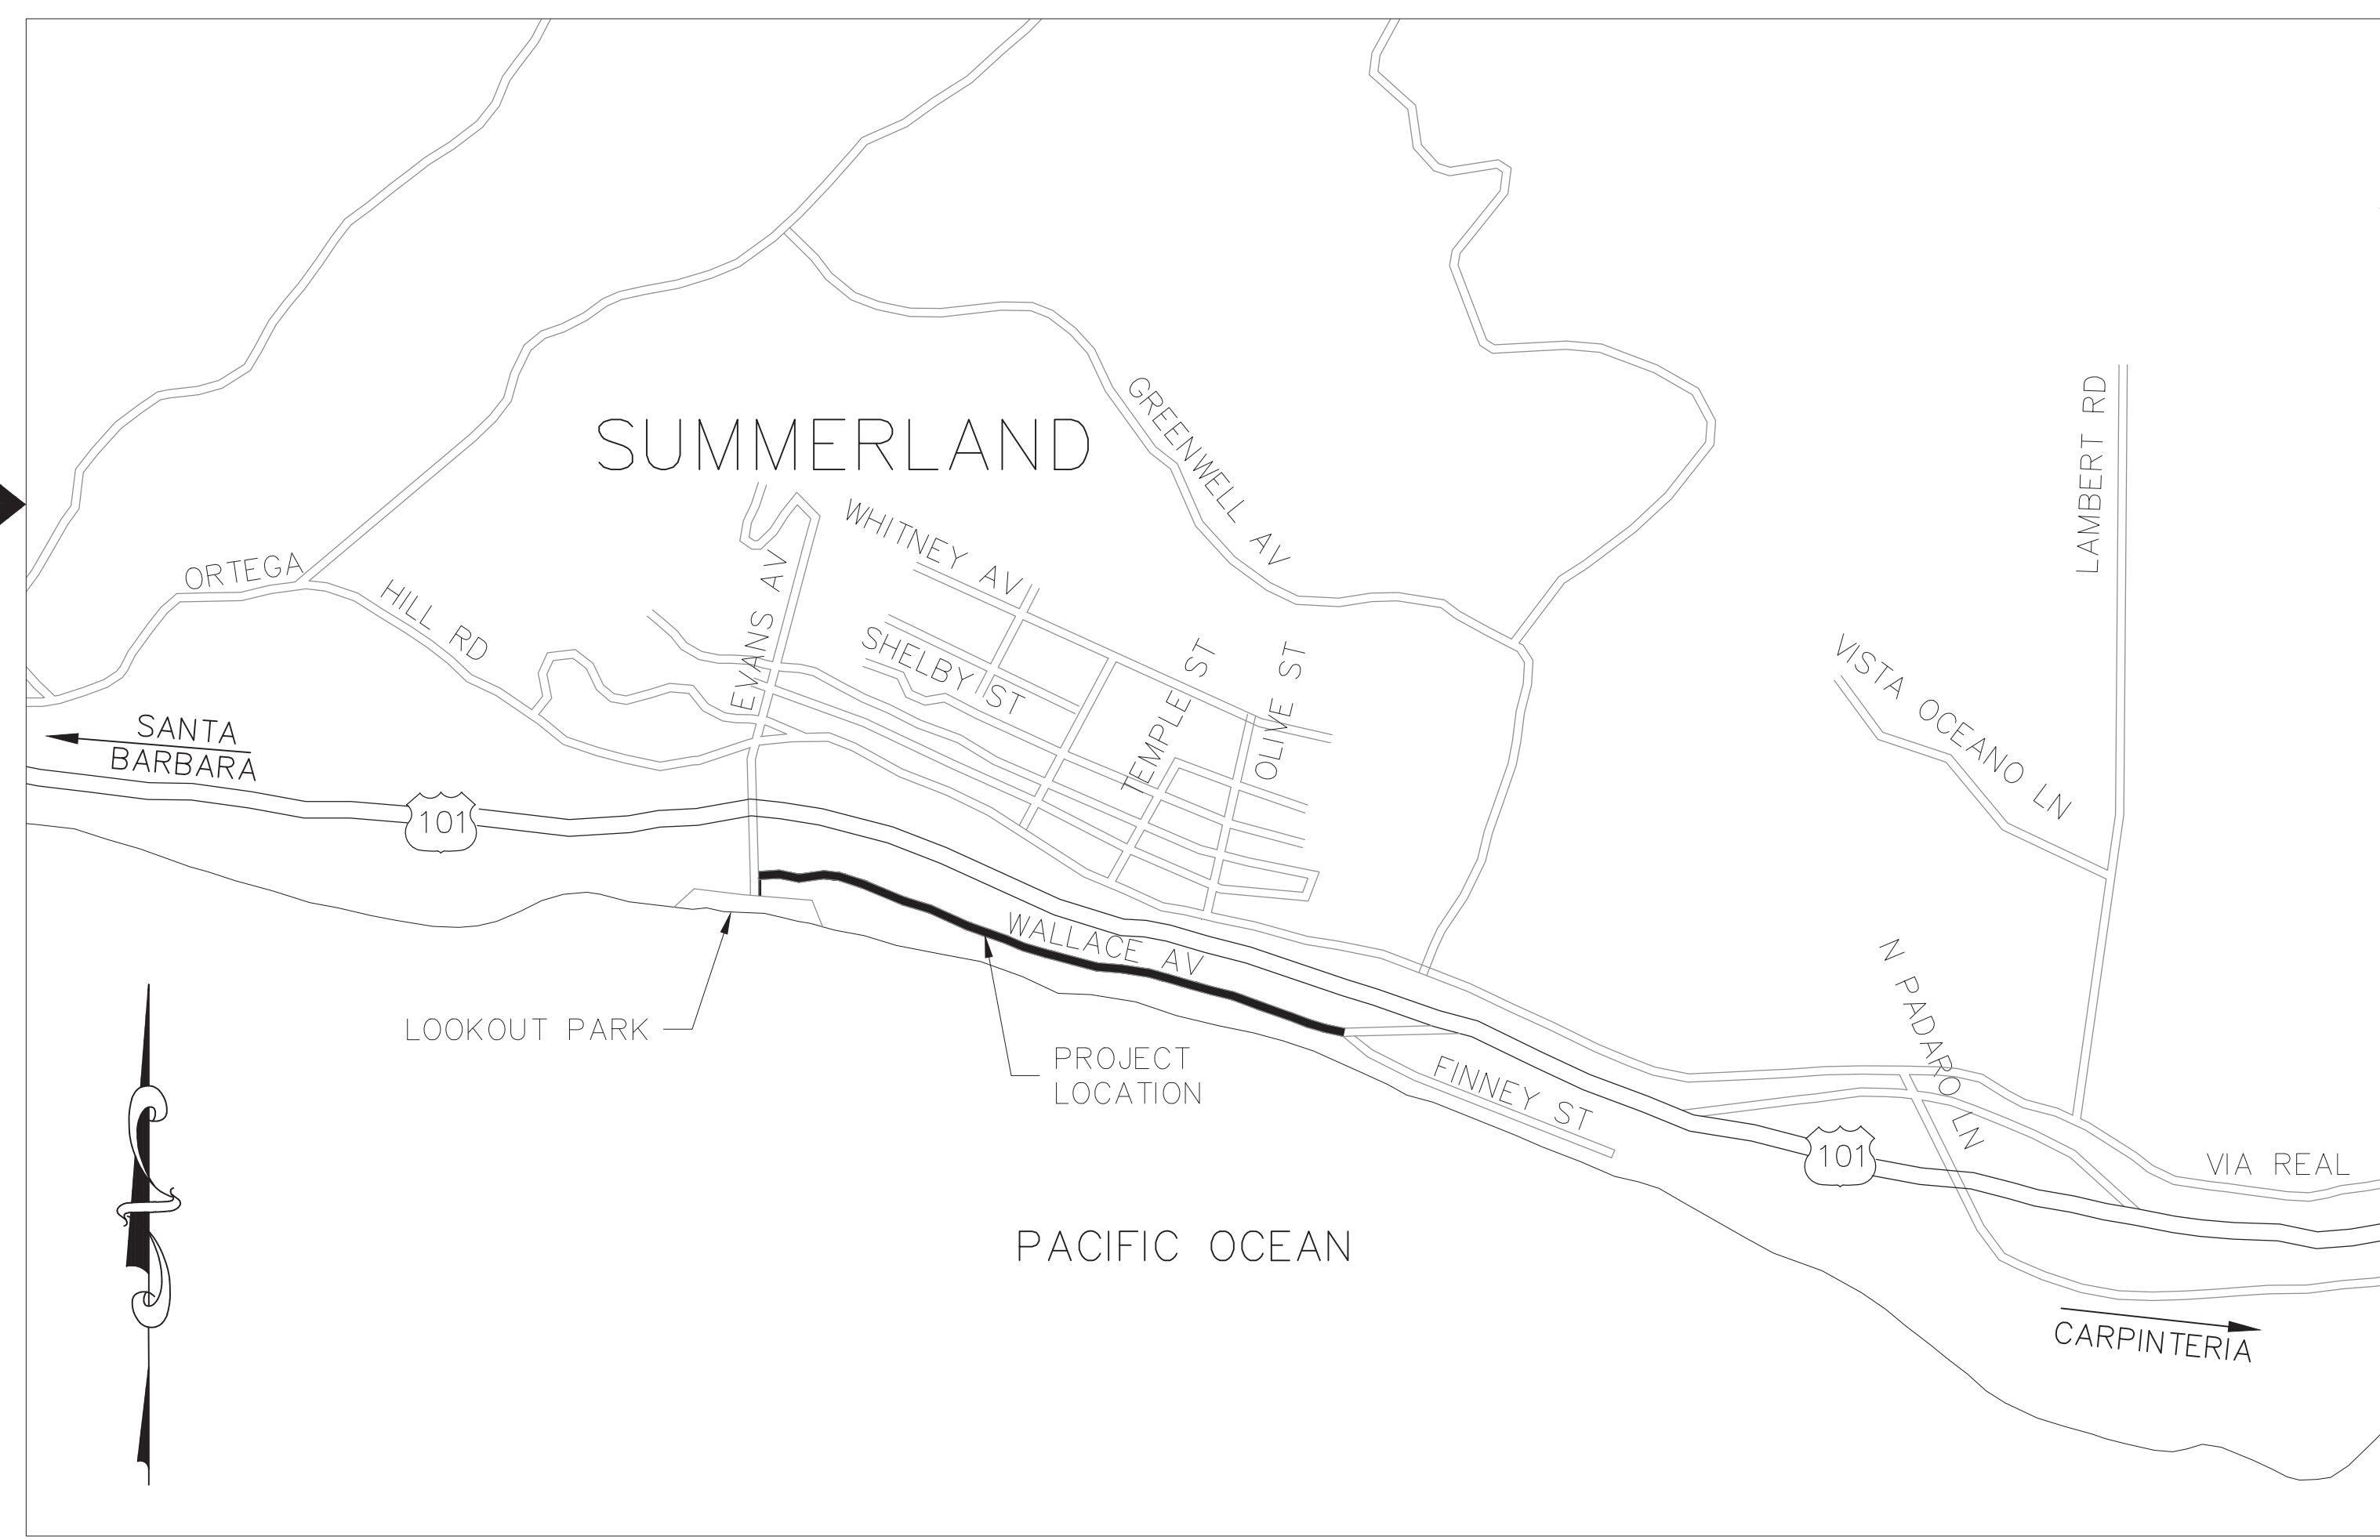 SUMMERLAND
GREENWELL AV
LAMBERT RD
WHITNEY AV
ORTEGA
HILL RD
EVANS AV
SHELBY ST
TEMPLE ST
OLIVE ST
VISTA OCEANO LN
SANTA
BARBARA
101
WALLACE AV
N PADARO LN
LOOKOUT PARK
PROJECT
LOCATION
FINNEY ST
101
VIA REAL
PACIFIC OCEAN
CARPINTERIA